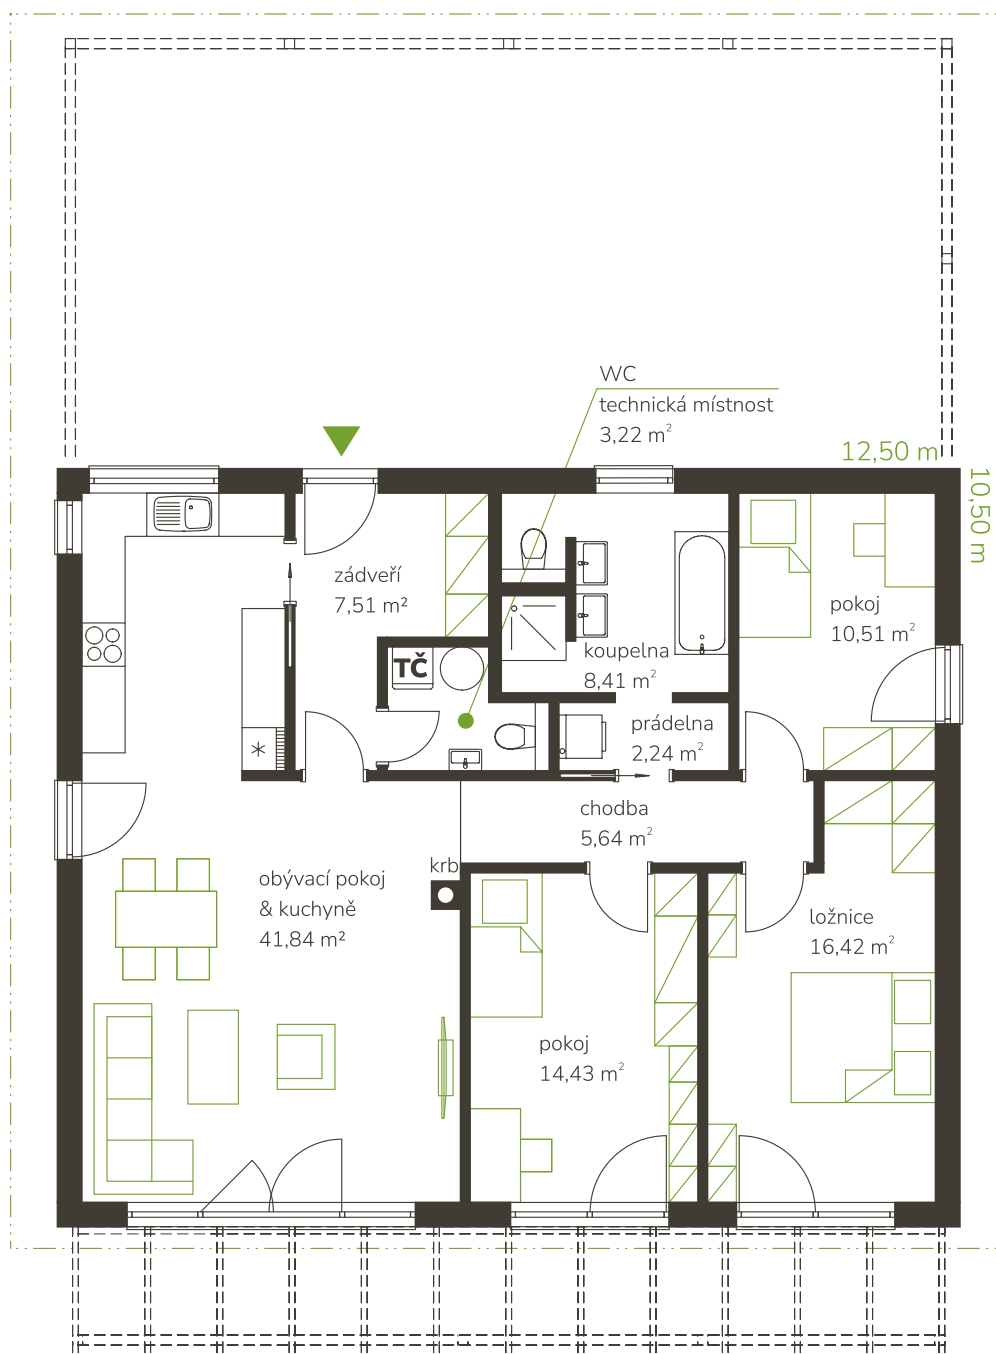 WC
technická místnost
3,22 m²
12,50 m
10,50 m
zádveří
7,51 m²
pokoj
10,51 m²
koupelna
8,41 m²
TČ
prádelna
2,24 m²
chodba
5,64 m²
krb
obývací pokoj
& kuchyně
41,84 m²
ložnice
16,42 m²
pokoj
14,43 m²